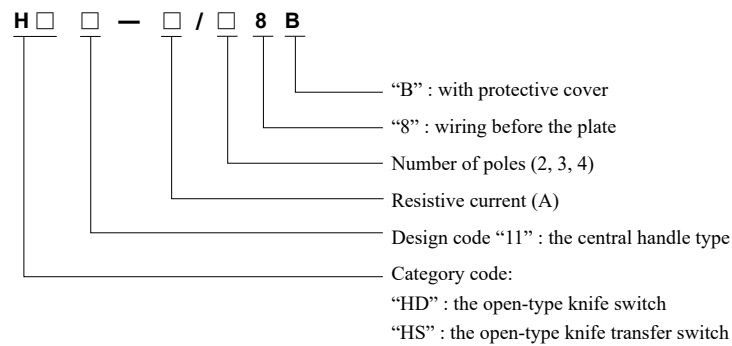 H□ □ — □ / □ 8 B
“B” : with protective cover
“8” : wiring before the plate
Number of poles (2, 3, 4)
Resistive current (A)
Design code “11” : the central handle type
Category code:
“HD” : the open-type knife switch
“HS” : the open-type knife transfer switch